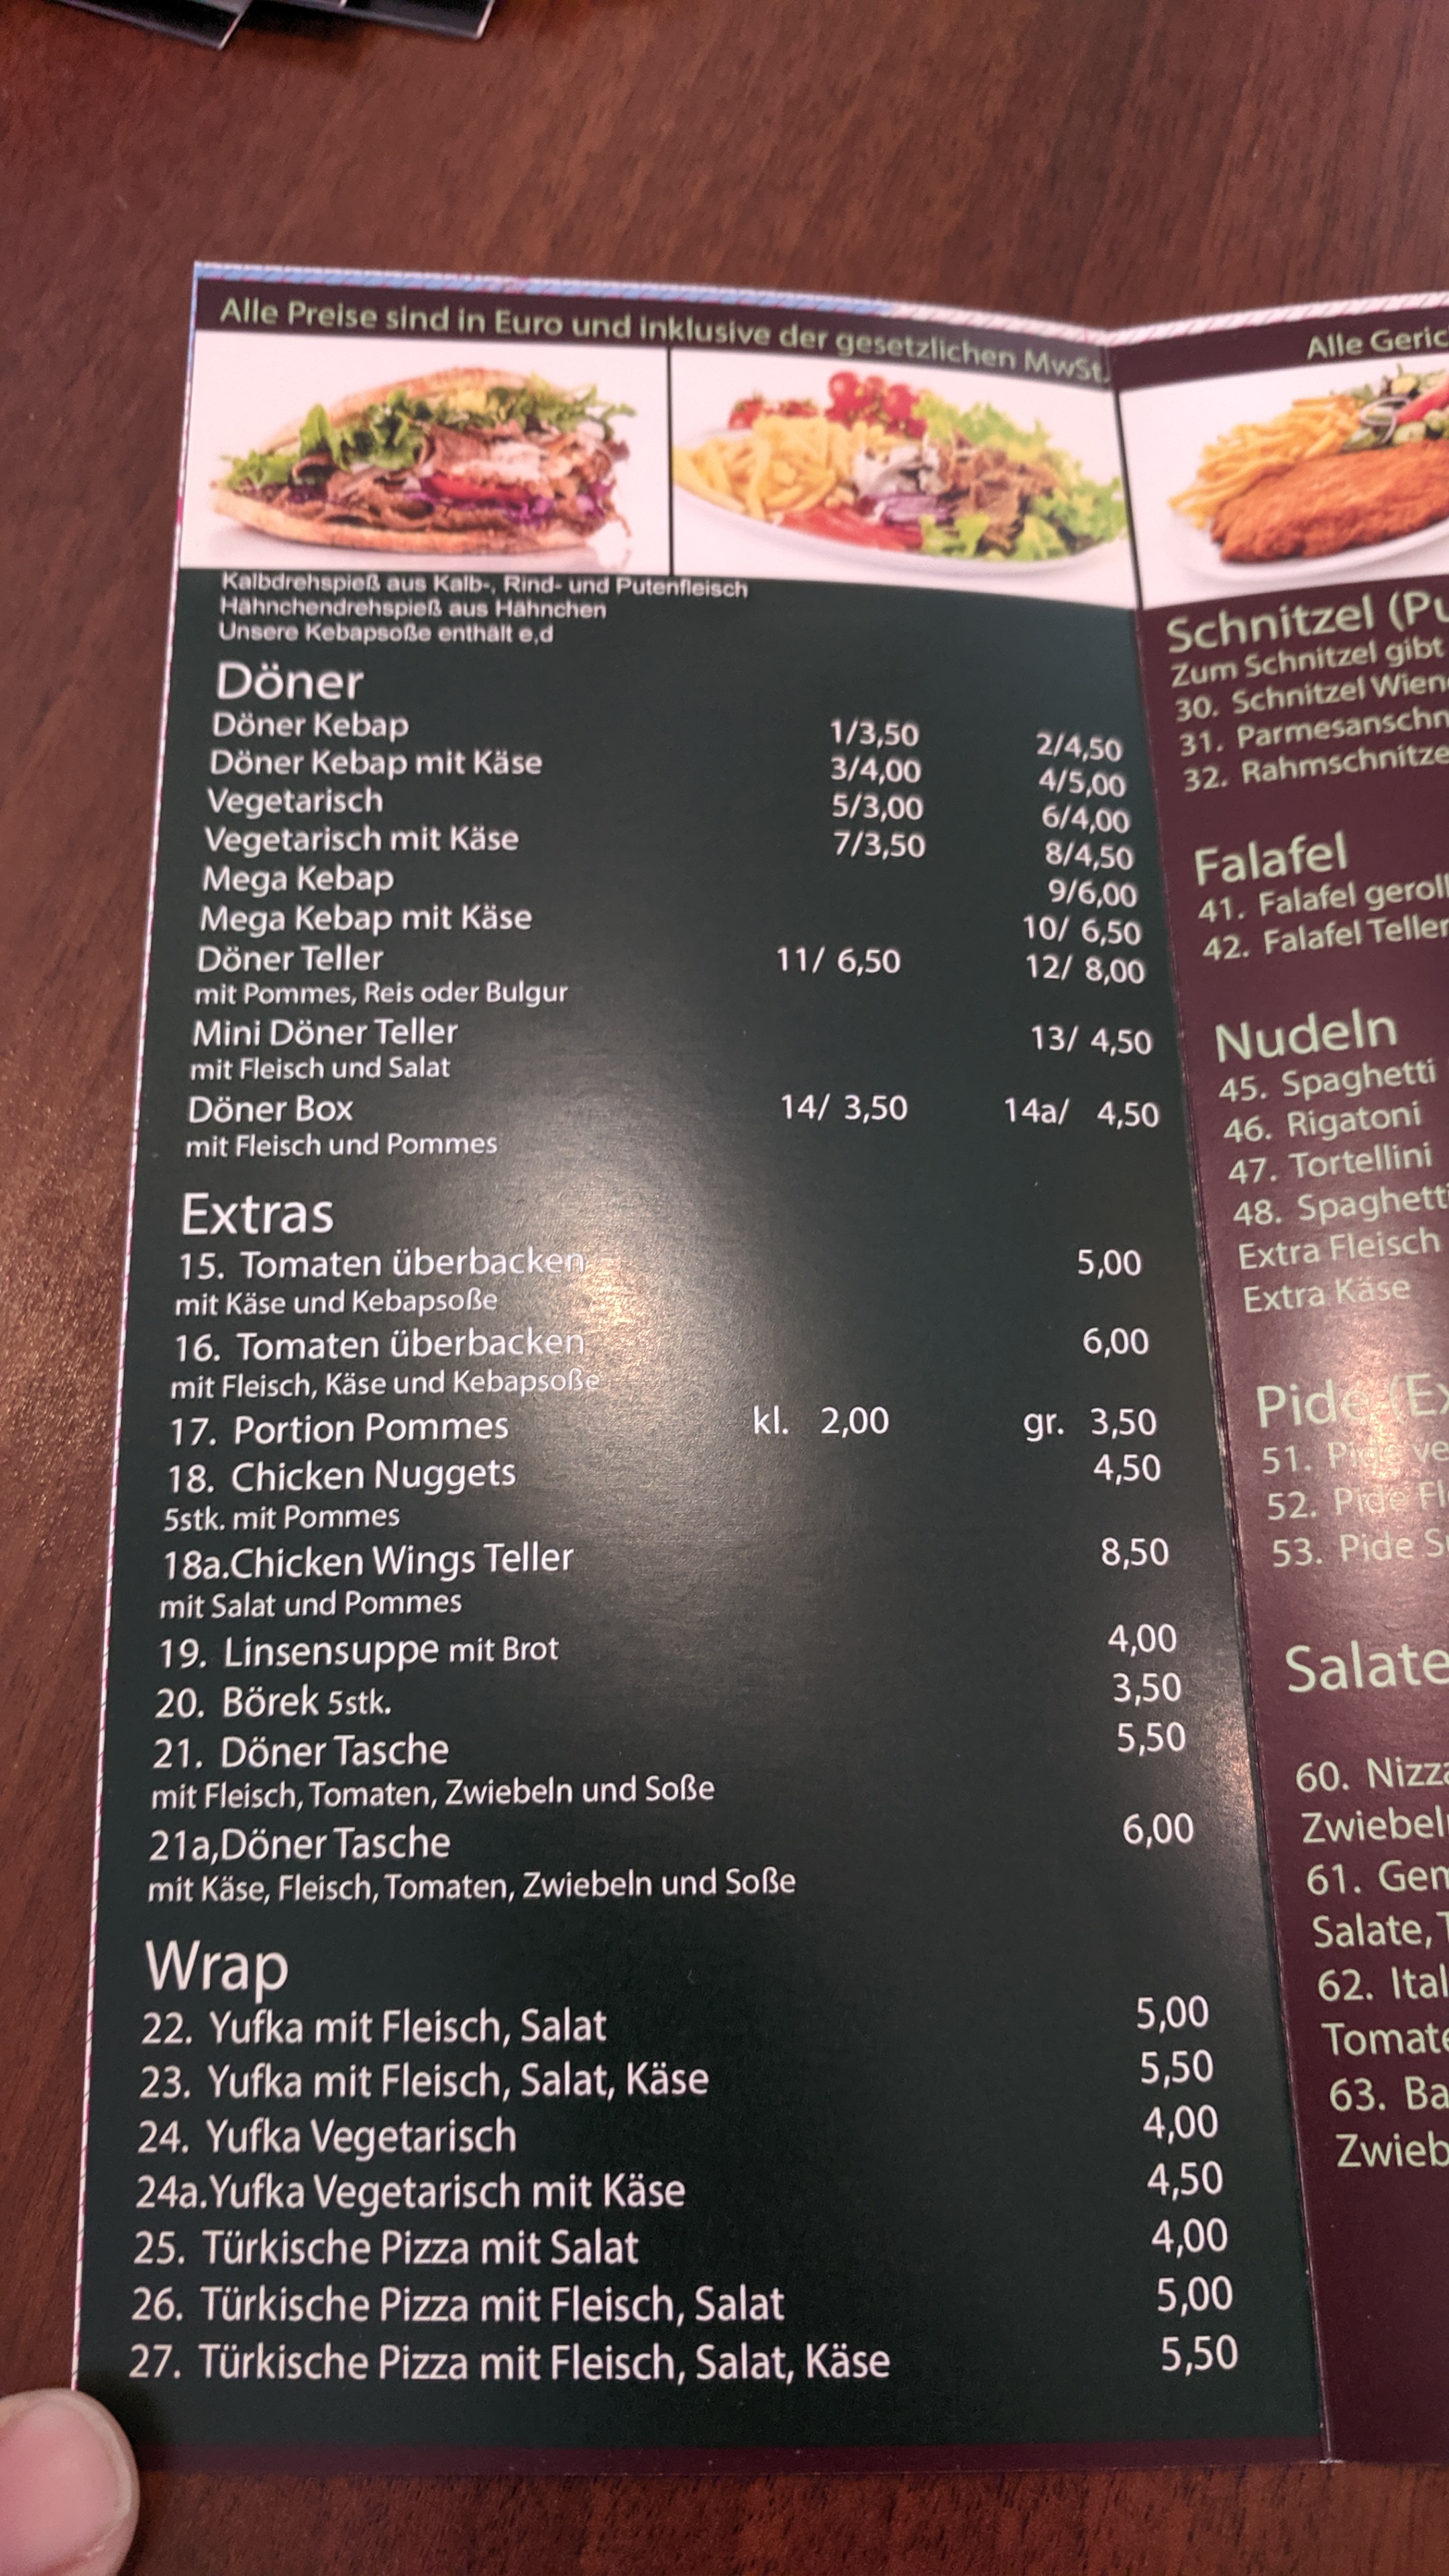 Alle Preise sind in Euro und inklusive der gesetzlichen MwSt.
Kalbdrehspieß aus Kalb-, Rind- und Putenfleisch
Hähnchendrehspieß aus Hähnchen
Unsere Kebapsoße enthält e,d
Döner
Döner Kebap 1/3,50 2/4,50
Döner Kebap mit Käse 3/4,00 4/5,00
Vegetarisch 5/3,00 6/4,00
Vegetarisch mit Käse 7/3,50 8/4,50
Mega Kebap 9/6,00
Mega Kebap mit Käse 10/ 6,50
Döner Teller 11/ 6,50 12/ 8,00
mit Pommes, Reis oder Bulgur
Mini Döner Teller 13/ 4,50
mit Fleisch und Salat
Döner Box 14/ 3,50 14a/ 4,50
mit Fleisch und Pommes
Extras
15. Tomaten überbacken 5,00
mit Käse und Kebapsoße
16. Tomaten überbacken 6,00
mit Fleisch, Käse und Kebapsoße
17. Portion Pommes kl. 2,00 gr. 3,50
18. Chicken Nuggets 4,50
5stk. mit Pommes
18a.Chicken Wings Teller 8,50
mit Salat und Pommes
19. Linsensuppe mit Brot 4,00
20. Börek 5stk. 3,50
21. Döner Tasche 5,50
mit Fleisch, Tomaten, Zwiebeln und Soße
21a,Döner Tasche 6,00
mit Käse, Fleisch, Tomaten, Zwiebeln und Soße
Wrap
22. Yufka mit Fleisch, Salat 5,00
23. Yufka mit Fleisch, Salat, Käse 5,50
24. Yufka Vegetarisch 4,00
24a.Yufka Vegetarisch mit Käse 4,50
25. Türkische Pizza mit Salat 4,00
26. Türkische Pizza mit Fleisch, Salat 5,00
27. Türkische Pizza mit Fleisch, Salat, Käse 5,50
Alle
Schnitzel
Zum Schnitzel gibt
30. Schnitzel
31.
32.
Falafel
41. Falafel
42. Falafel Teller
Nudeln
45. Spaghetti
46. Rigatoni
47. Tortellini
48. Spaghetti
Extra Fleisch
Extra Käse
Pide
51. Pide
52. Pide
53. Pide
Salate
60.
61.
Salate,
62.
63.